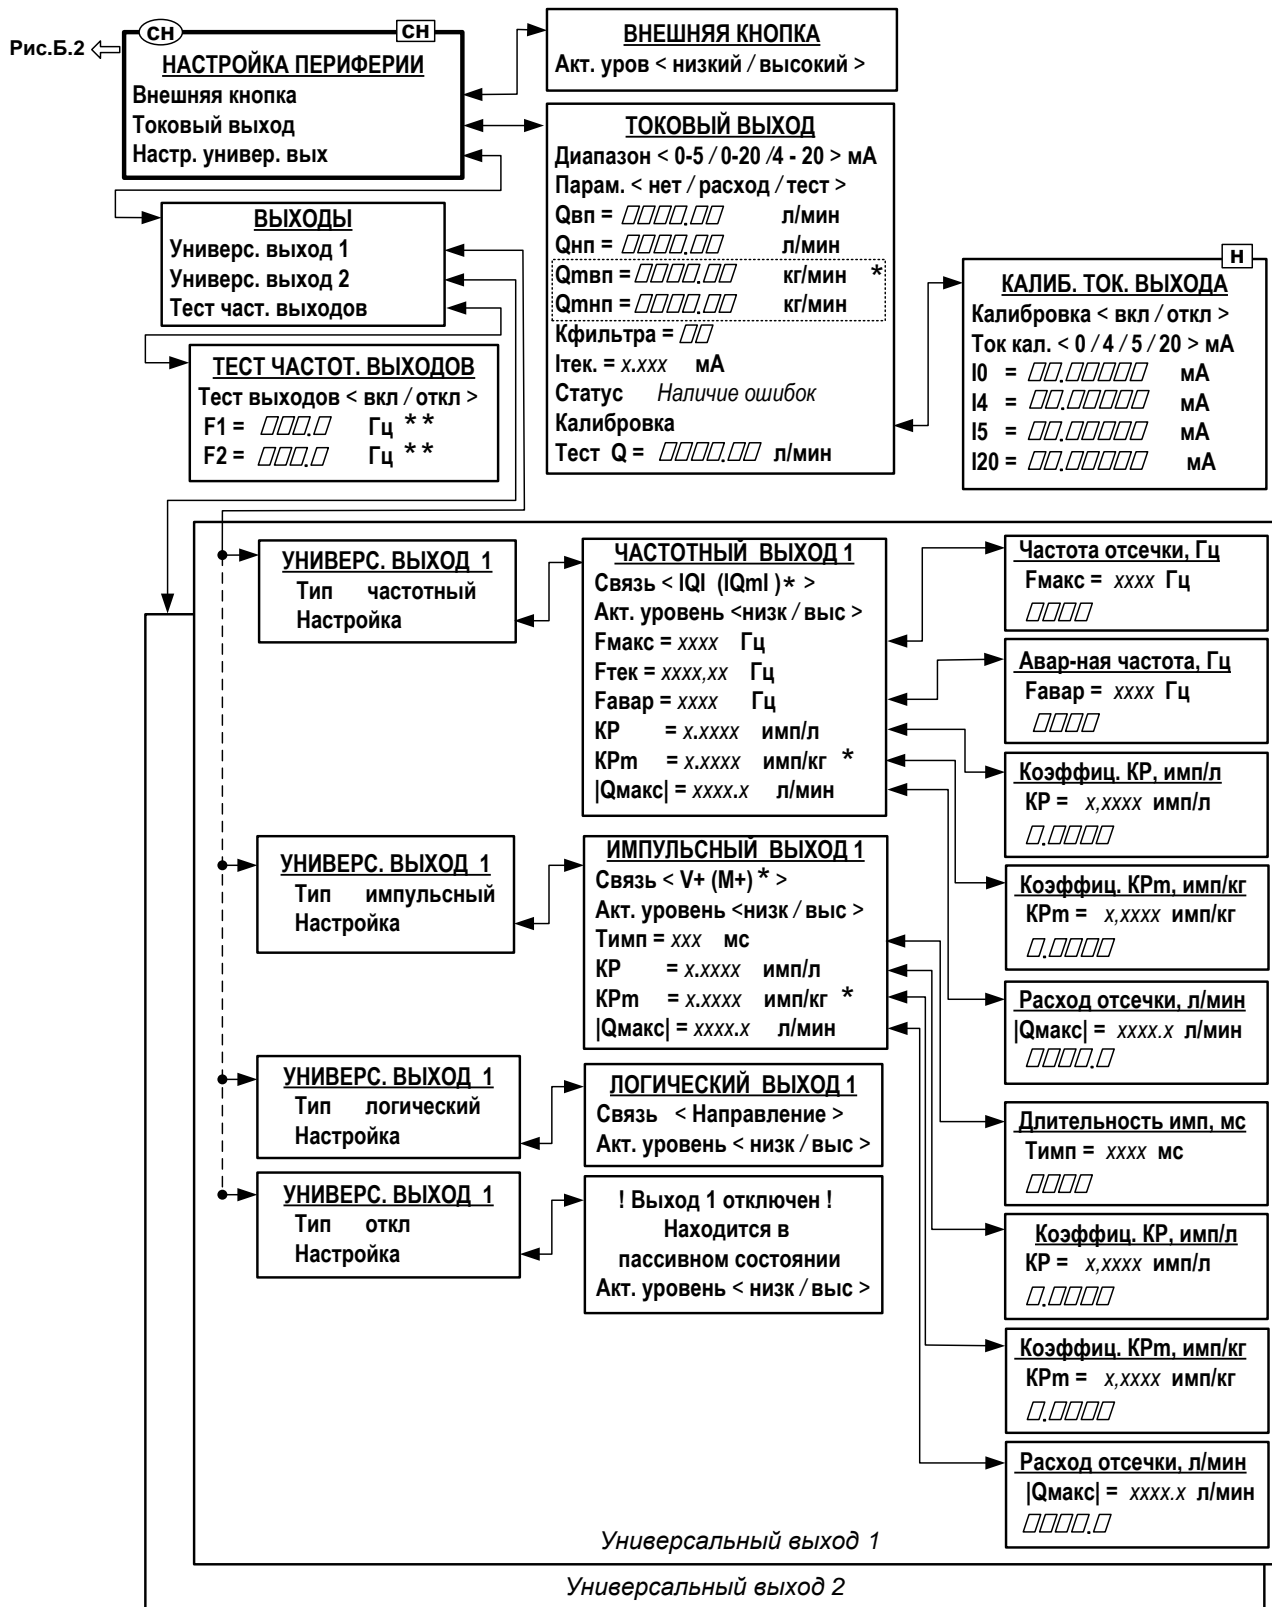 Рис.Б.2
СН
СН
НАСТРОЙКА ПЕРИФЕРИИ
Внешняя кнопка
Токовый выход
Настр. универ. вых
ВНЕШНЯЯ КНОПКА
Акт. уров < низкий / высокий >
ТОКОВЫЙ ВЫХОД
Диапазон < 0-5 / 0-20 /4 - 20 > мА
Парам. < нет / расход / тест >
Qвп = ▯▯▯▯.▯▯ л/мин
Qнп = ▯▯▯▯.▯▯ л/мин
Qmвп = ▯▯▯▯.▯▯ кг/мин *
Qmнп = ▯▯▯▯.▯▯ кг/мин
Кфильтра = ▯▯
Iтек. = x.xxx мА
Статус Наличие ошибок
Калибровка
Тест Q = ▯▯▯▯.▯▯ л/мин
Н
КАЛИБ. ТОК. ВЫХОДА
Калибровка < вкл / откл >
Ток кал. < 0 / 4 / 5 / 20 > мА
I0 = ▯▯.▯▯▯▯▯ мА
I4 = ▯▯.▯▯▯▯▯ мА
I5 = ▯▯.▯▯▯▯▯ мА
I20 = ▯▯.▯▯▯▯▯ мА
ВЫХОДЫ
Универс. выход 1
Универс. выход 2
Тест част. выходов
ТЕСТ ЧАСТОТ. ВЫХОДОВ
Тест выходов < вкл / откл >
F1 = ▯▯▯.▯ Гц **
F2 = ▯▯▯.▯ Гц **
УНИВЕРС. ВЫХОД 1
Тип частотный
Настройка
ЧАСТОТНЫЙ ВЫХОД 1
Связь < IQI (IQmI )* >
Акт. уровень <низк / выс >
Fмакс = xxxx Гц
Fтек = xxxx,xx Гц
Fавар = xxxx Гц
КР = x.xxxx имп/л
КРm = x.xxxx имп/кг *
|Qмакс| = xxxx.x л/мин
Частота отсечки, Гц
Fмакс = xxxx Гц
▯▯▯▯
Авар-ная частота, Гц
Fавар = xxxx Гц
▯▯▯▯
Коэффиц. КР, имп/л
КР = x,xxxx имп/л
▯.▯▯▯▯
Коэффиц. КРm, имп/кг
КРm = x,xxxx имп/кг
▯.▯▯▯▯
Расход отсечки, л/мин
|Qмакс| = xxxx.x л/мин
▯▯▯▯.▯
УНИВЕРС. ВЫХОД 1
Тип импульсный
Настройка
ИМПУЛЬСНЫЙ ВЫХОД 1
Связь < V+ (M+) * >
Акт. уровень <низк / выс >
Тимп = xxx мс
КР = x.xxxx имп/л
КРm = x.xxxx имп/кг *
|Qмакс| = xxxx.x л/мин
УНИВЕРС. ВЫХОД 1
Тип логический
Настройка
ЛОГИЧЕСКИЙ ВЫХОД 1
Связь < Направление >
Акт. уровень < низк / выс >
УНИВЕРС. ВЫХОД 1
Тип откл
Настройка
! Выход 1 отключен !
Находится в
пассивном состоянии
Акт. уровень < низк / выс >
Длительность имп, мс
Тимп = xxxx мс
▯▯▯▯
Коэффиц. КР, имп/л
КР = x,xxxx имп/л
▯.▯▯▯▯
Коэффиц. КРm, имп/кг
КРm = x,xxxx имп/кг
▯.▯▯▯▯
Расход отсечки, л/мин
|Qмакс| = xxxx.x л/мин
▯▯▯▯.▯
Универсальный выход 1
Универсальный выход 2